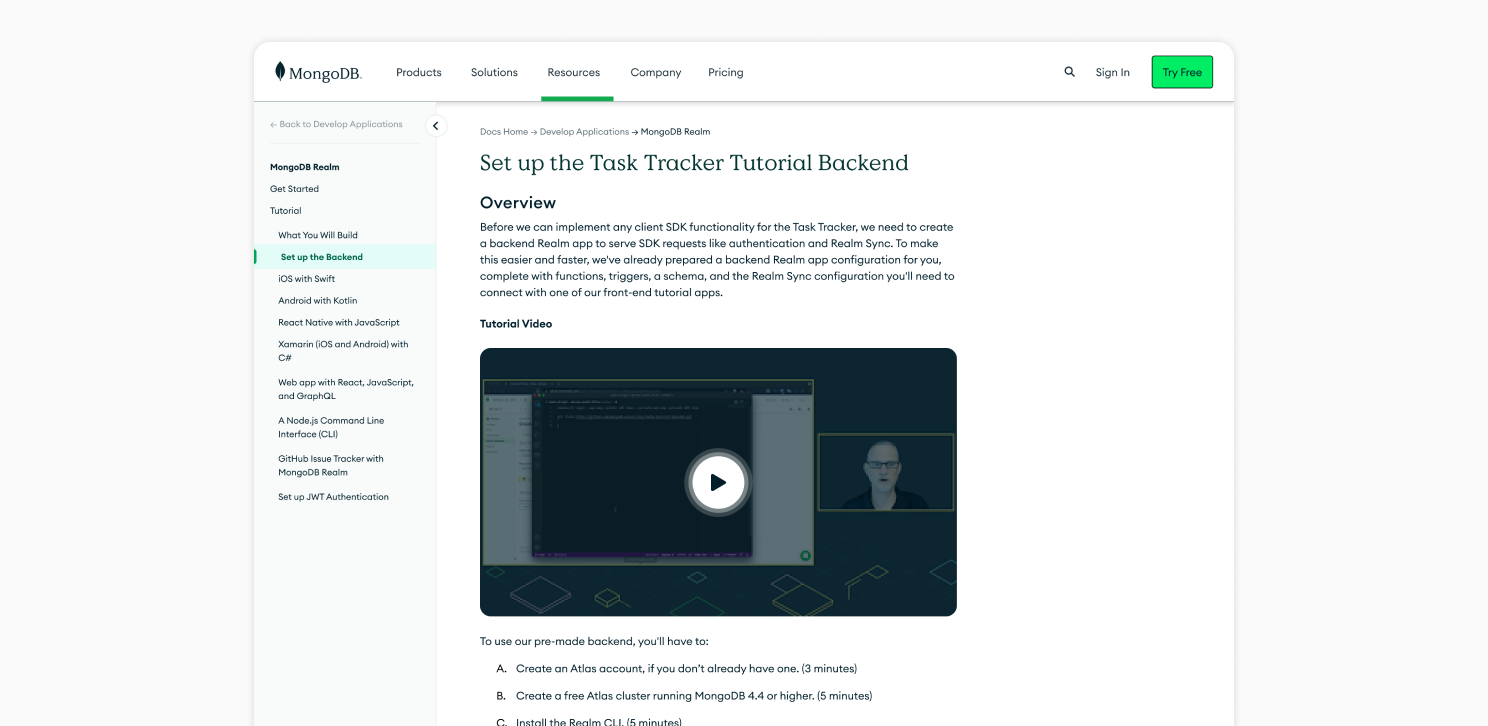 MongoDB.
Products Solutions Resources Company Pricing
Sign In Try Free
← Back to Develop Applications
MongoDB Realm
Get Started
Tutorial
What You Will Build
Set up the Backend
iOS with Swift
Android with Kotlin
React Native with JavaScript
Xamarin (iOS and Android) with
C#
Web app with React, JavaScript,
and GraphQL
A Node.js Command Line
Interface (CLI)
GitHub Issue Tracker with
MongoDB Realm
Set up JWT Authentication
Docs Home → Develop Applications → MongoDB Realm
Set up the Task Tracker Tutorial Backend
Overview
Before we can implement any client SDK functionality for the Task Tracker, we need to create
a backend Realm app to serve SDK requests like authentication and Realm Sync. To make
this easier and faster, we've already prepared a backend Realm app configuration for you,
complete with functions, triggers, a schema, and the Realm Sync configuration you'll need to
connect with one of our front-end tutorial apps.
Tutorial Video
To use our pre-made backend, you'll have to:
A. Create an Atlas account, if you don't already have one. (3 minutes)
B. Create a free Atlas cluster running MongoDB 4.4 or higher. (5 minutes)
C. Install the Realm CLI. (5 minutes)